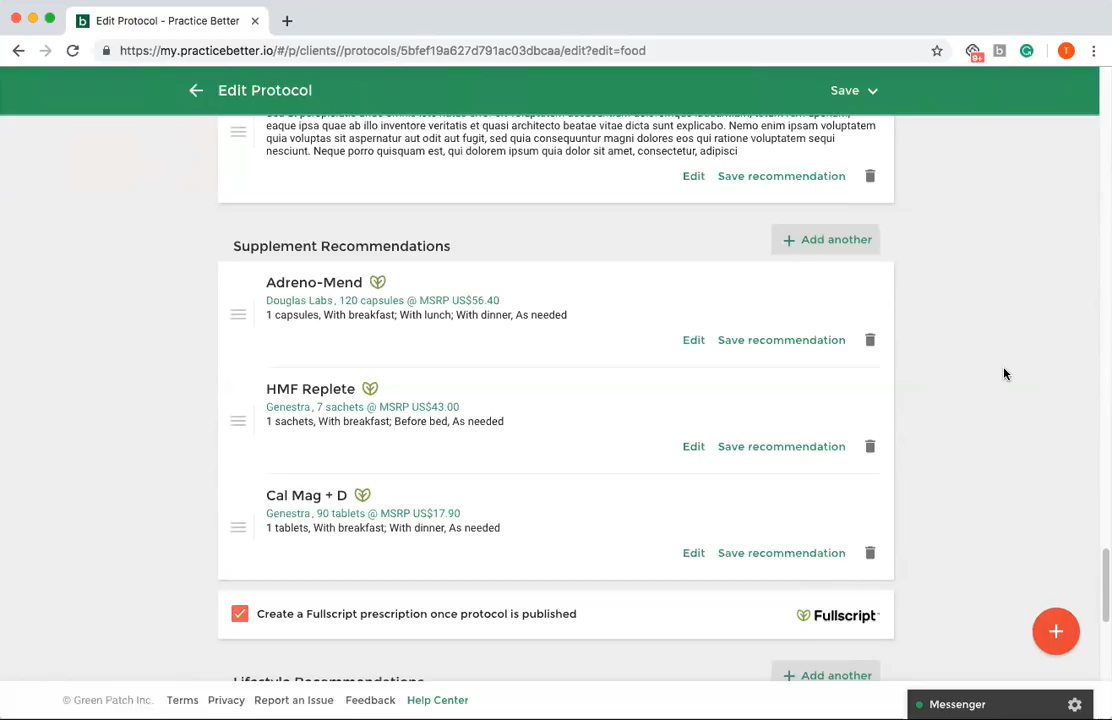 Edit Protocol - Practice Better
https://my.practicebetter.io/#/p/clients//protocols/5bfef19a627d791ac03dbcaa/edit?edit=food
9+
b
T
Edit Protocol
Save
eaque ipsa quae ab illo inventore veritatis et quasi architecto beatae vitae dicta sunt explicabo. Nemo enim ipsam voluptatem
quia voluptas sit aspernatur aut odit aut fugit, sed quia consequuntur magni dolores eos qui ratione voluptatem sequi
nesciunt. Neque porro quisquam est, qui dolorem ipsum quia dolor sit amet, consectetur, adipisci
Edit Save recommendation
Supplement Recommendations
+ Add another
Adreno-Mend
Douglas Labs , 120 capsules @ MSRP US$56.40
1 capsules, With breakfast; With lunch; With dinner, As needed
Edit Save recommendation
HMF Replete
Genestra , 7 sachets @ MSRP US$43.00
1 sachets, With breakfast; Before bed, As needed
Edit Save recommendation
Cal Mag + D
Genestra , 90 tablets @ MSRP US$17.90
1 tablets, With breakfast; With dinner, As needed
Edit Save recommendation
Create a Fullscript prescription once protocol is published
Fullscript
Lifestyle Recommendations
+ Add another
© Green Patch Inc. Terms Privacy Report an Issue Feedback Help Center
Messenger